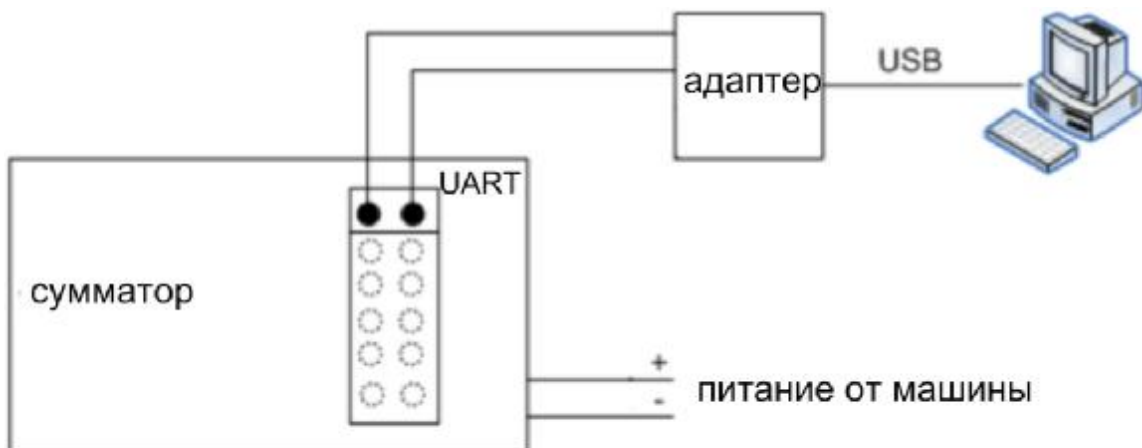 USB
адаптер
UART
сумматор
+
-
питание от машины